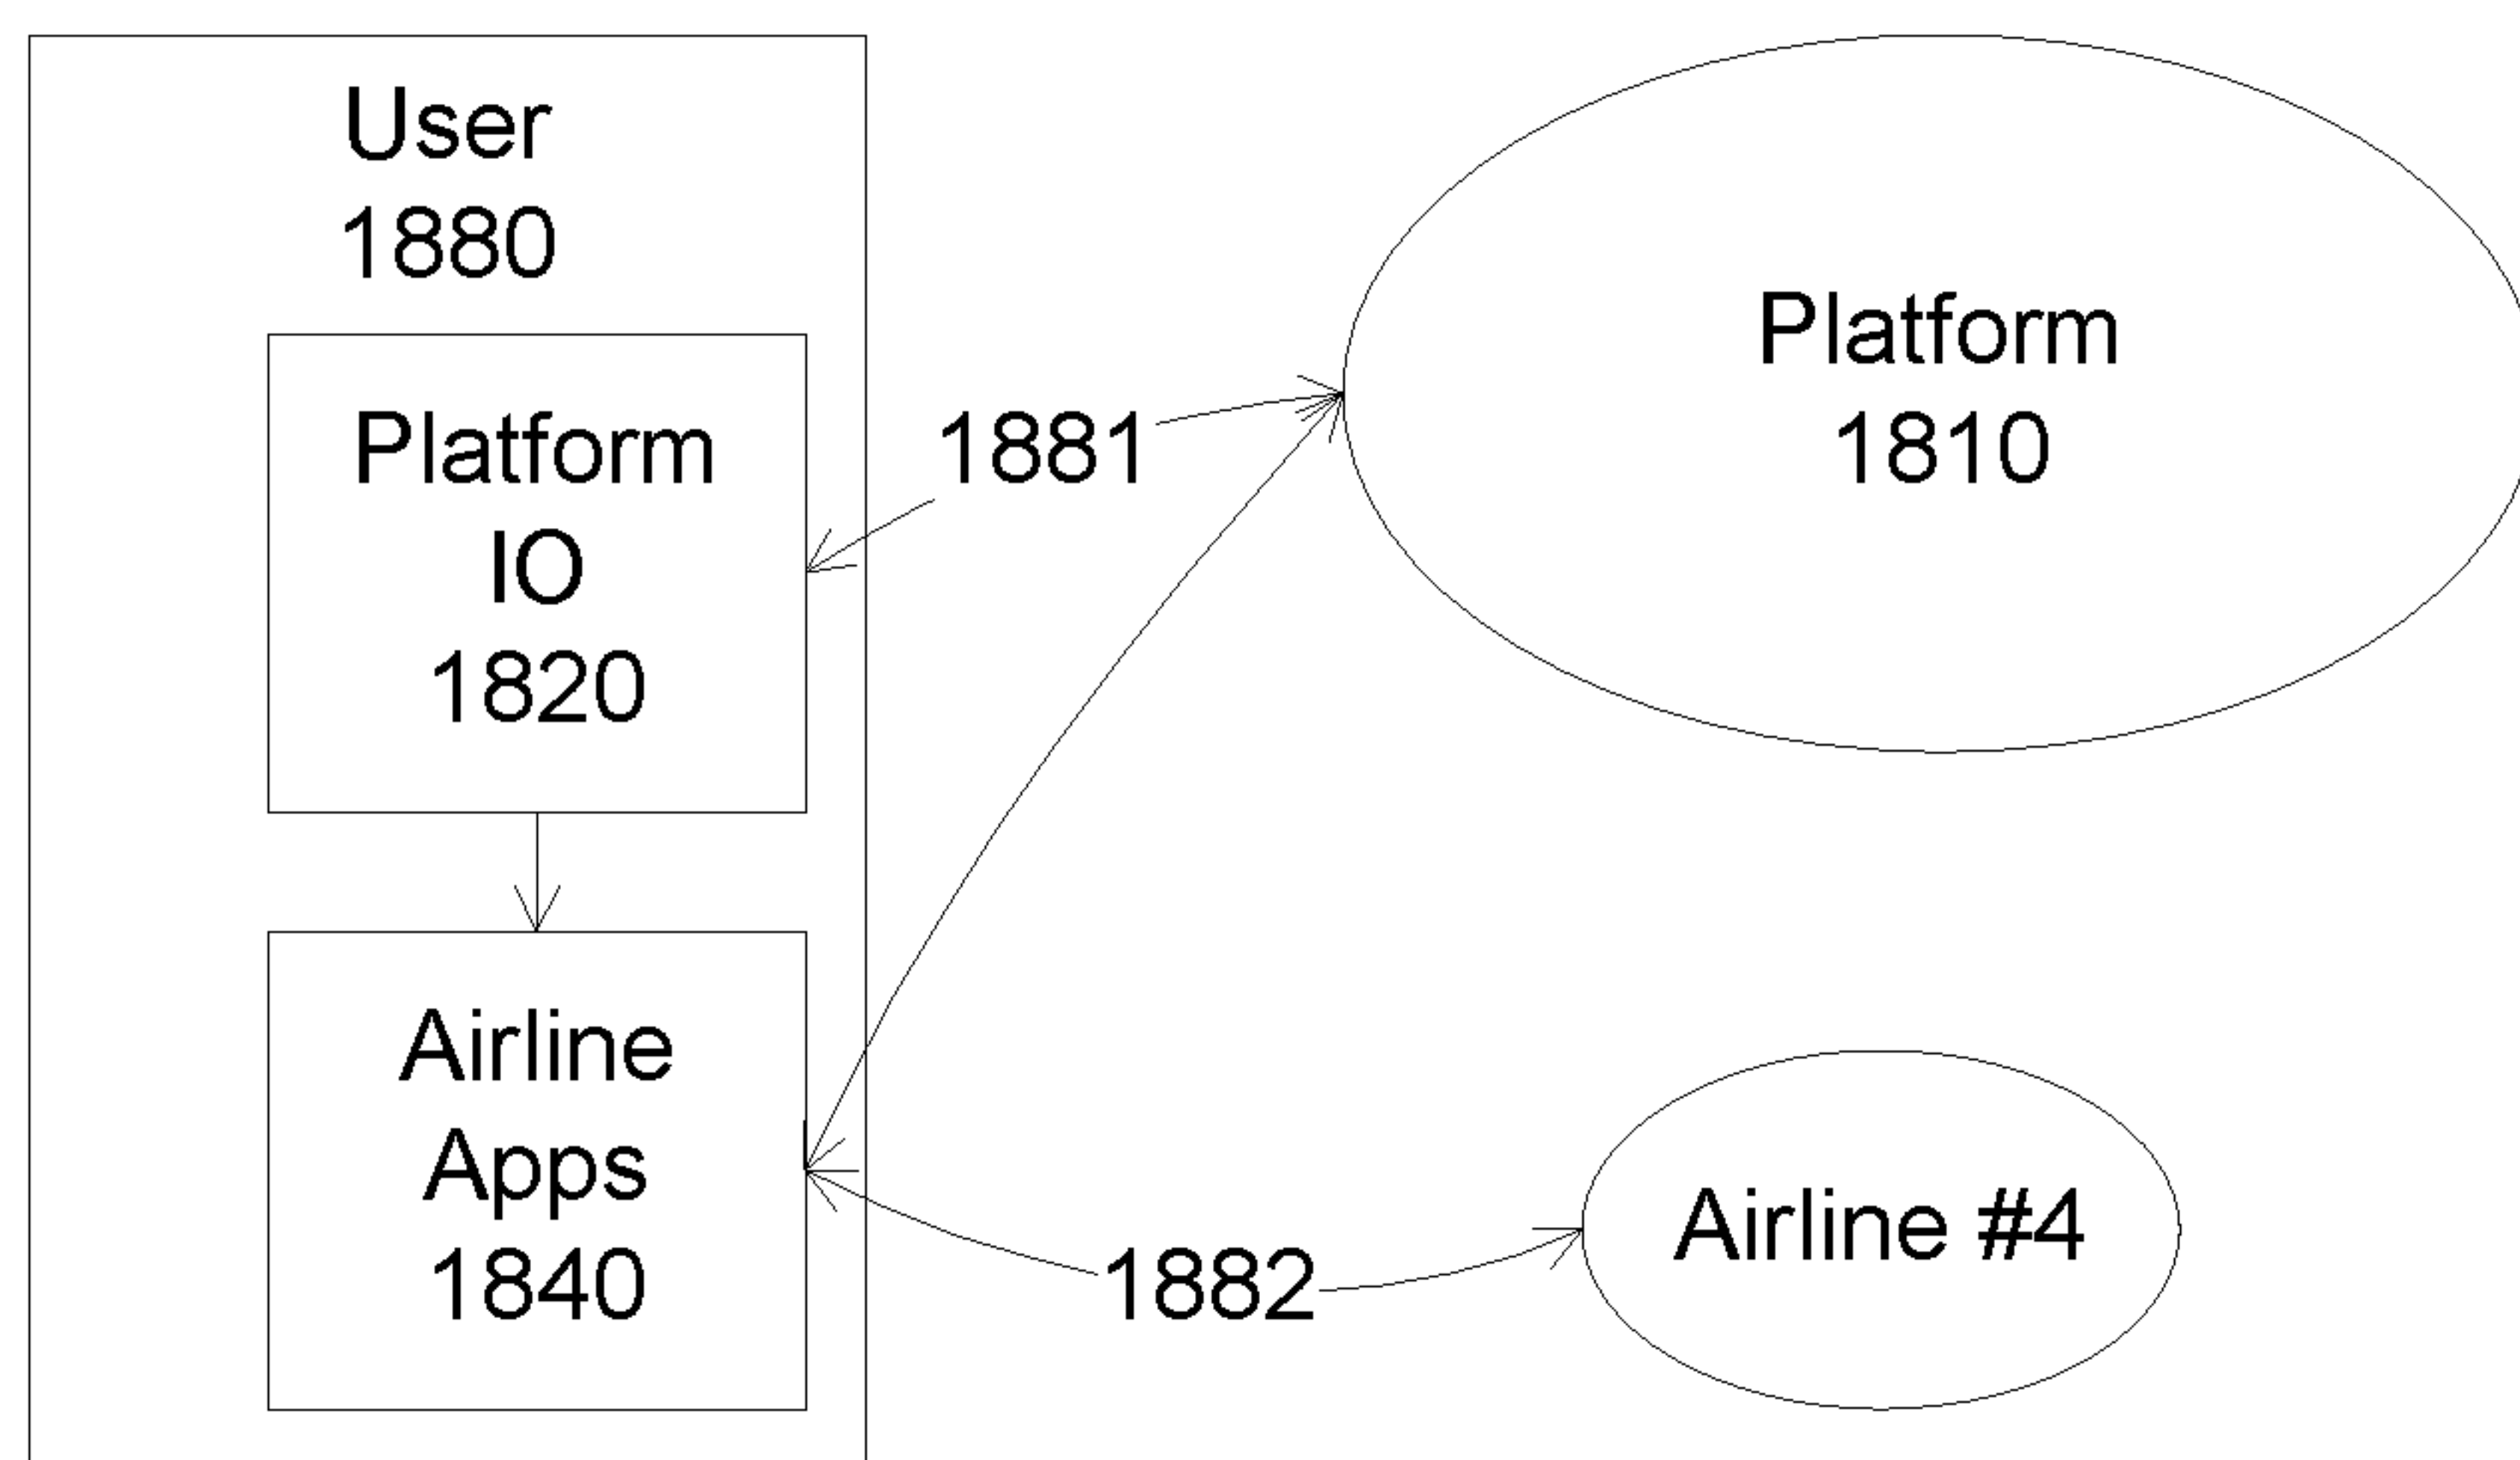 User
1880
Platform
IO
1820
1881
Platform
1810
Airline
Apps
1840
1882
Airline #4